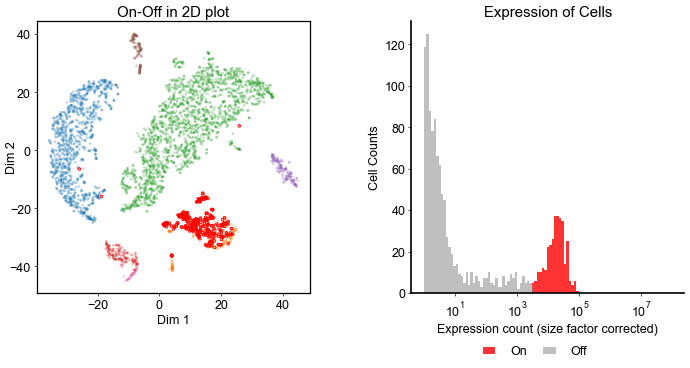 On-Off in 2D plot
40
20
0
−20
−40
Dim 2
−20
0
20
40
Dim 1
Expression of Cells
120
100
80
60
40
20
0
Cell Counts
10^1
10^3
10^5
10^7
Expression count (size factor corrected)
On
Off